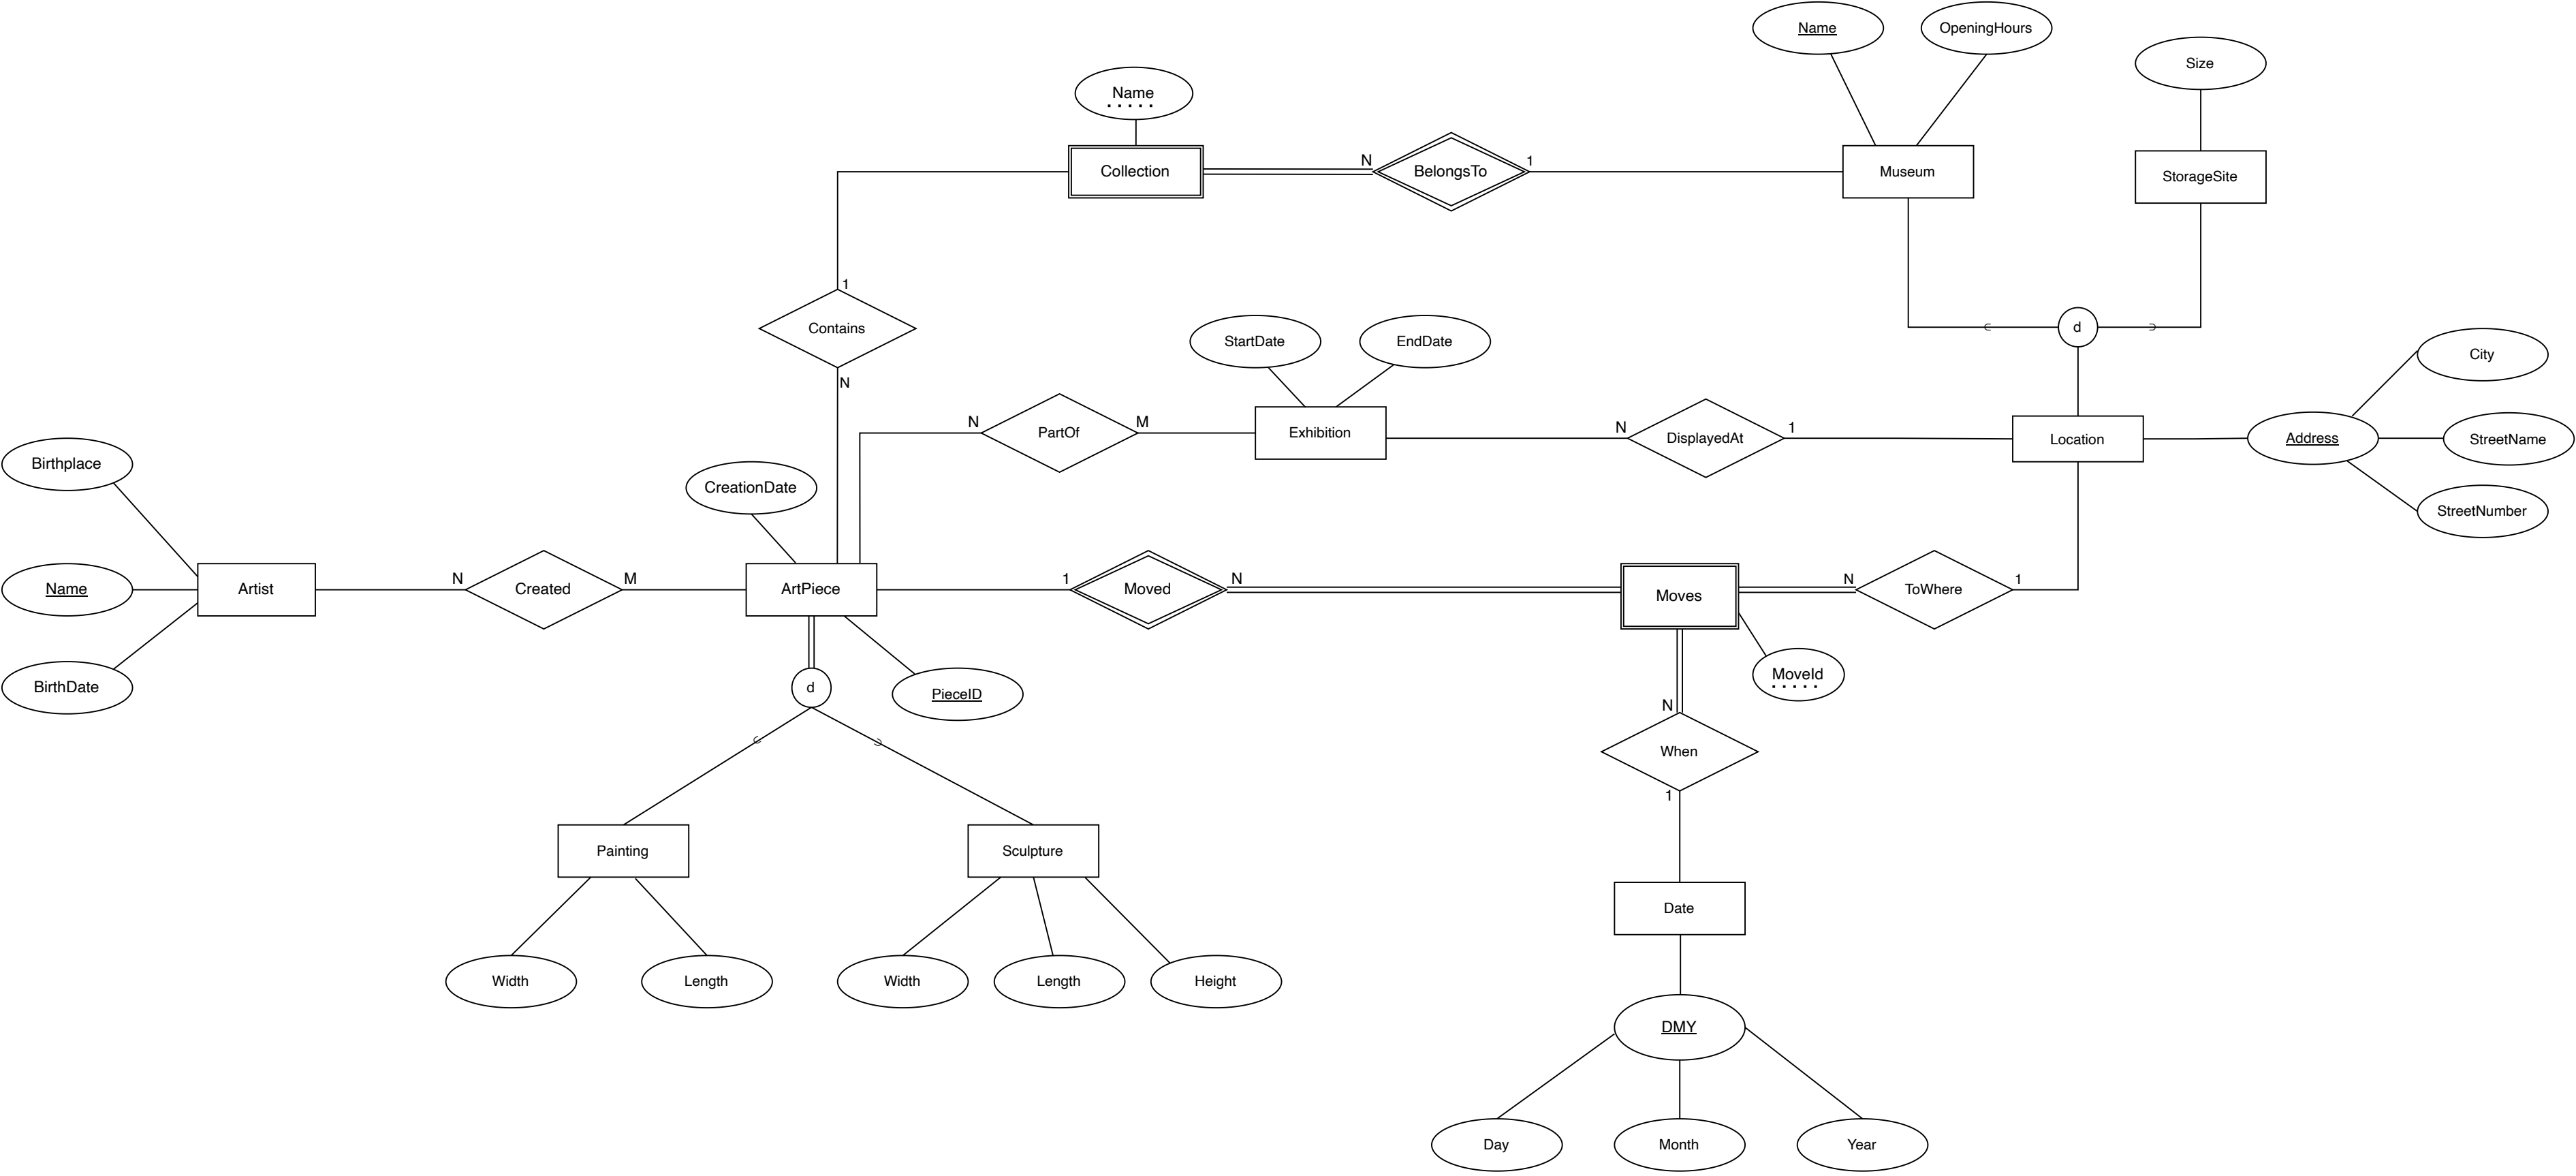 Name
OpeningHours
Size
Name
Collection
N
BelongsTo
1
Museum
StorageSite
1
Contains
N
StartDate
EndDate
d
City
N
PartOf
M
Exhibition
N
DisplayedAt
1
Location
Address
StreetName
StreetNumber
Birthplace
CreationDate
Name
Artist
N
Created
M
ArtPiece
1
Moved
N
Moves
N
ToWhere
1
BirthDate
d
PieceID
MoveId
N
When
1
Painting
Sculpture
Date
Width
Length
Width
Length
Height
DMY
Day
Month
Year